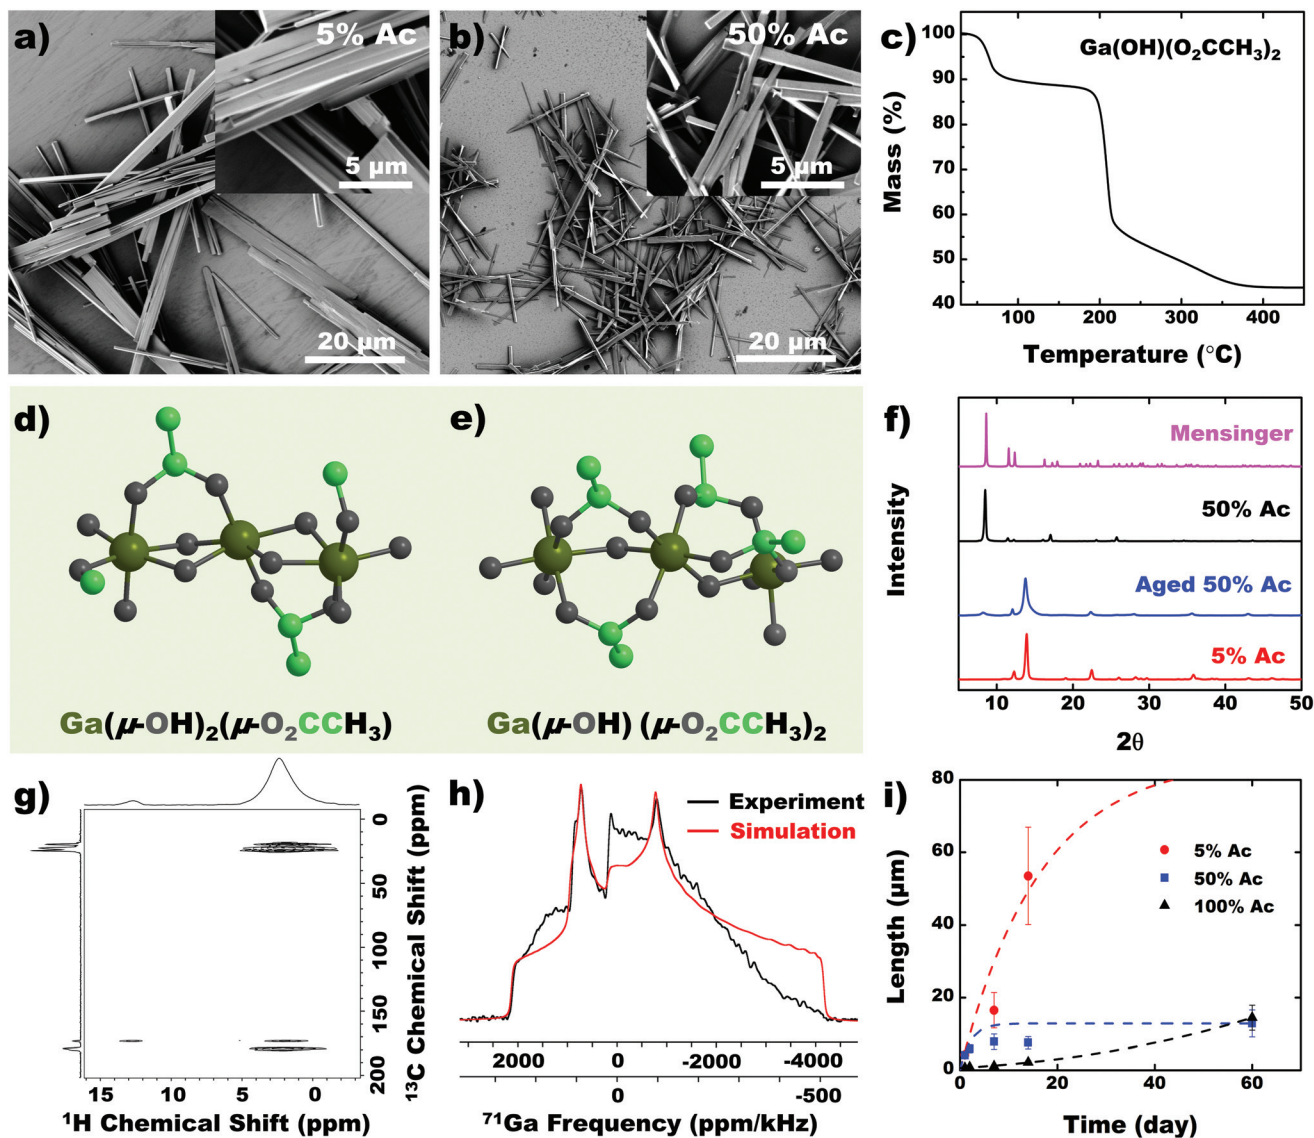 a)
5% Ac
5 µm
20 µm
b)
50% Ac
5 µm
20 µm
c)
Ga(OH)(O₂CCH₃)₂
100
90
80
70
60
50
40
Mass (%)
100
200
300
400
Temperature (°C)
d)
Ga(µ-OH)₂(µ-O₂CCH₃)
e)
Ga(µ-OH) (µ-O₂CCH₃)₂
f)
Mensinger
50% Ac
Aged 50% Ac
5% Ac
Intensity
10
20
30
40
50
2θ
g)
0
50
100
150
200
¹³C Chemical Shift (ppm)
15
10
5
0
¹H Chemical Shift (ppm)
h)
Experiment
Simulation
2000
0
-2000
-4000
0
-500
⁷¹Ga Frequency (ppm/kHz)
i)
5% Ac
50% Ac
100% Ac
80
60
40
20
0
Length (µm)
0
20
40
60
Time (day)